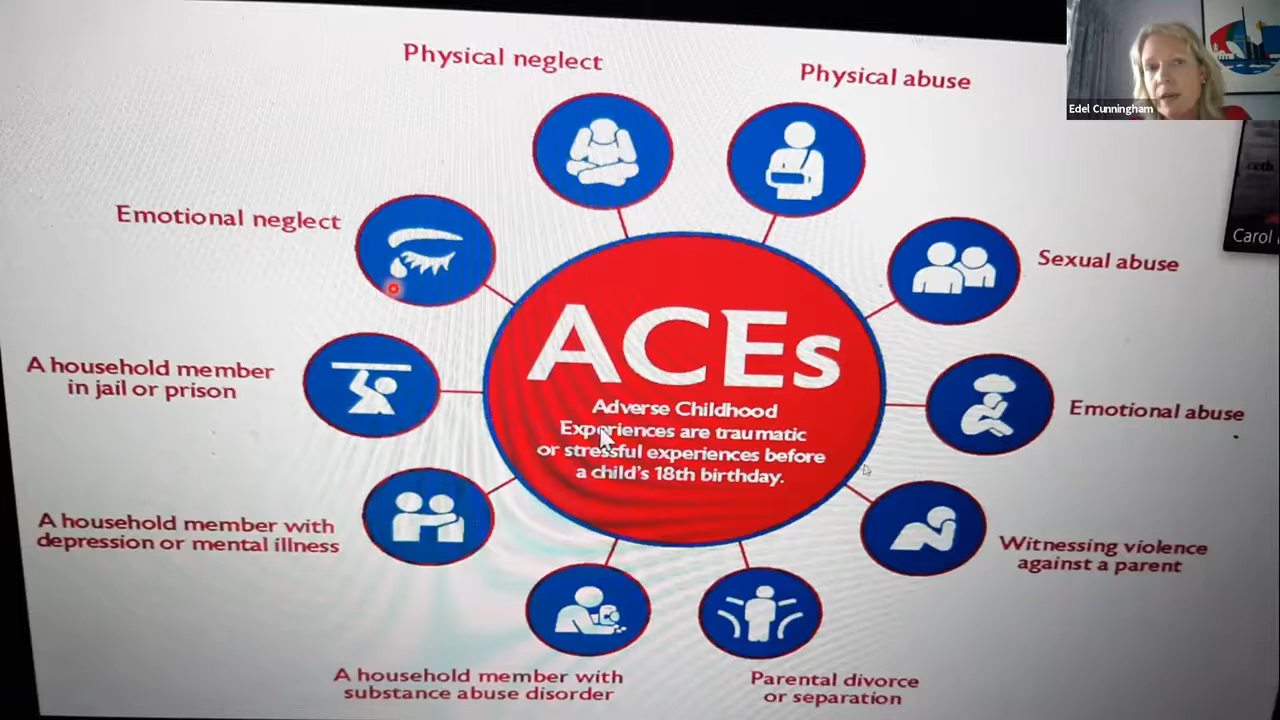 Physical neglect
Physical abuse
Edel Cunningham
Emotional neglect
Carol
Sexual abuse
A household member
in jail or prison
ACEs
Adverse Childhood
Experiences are traumatic
or stressful experiences before
a child's 18th birthday.
Emotional abuse
A household member with
depression or mental illness
Witnessing violence
against a parent
A household member with
substance abuse disorder
Parental divorce
or separation